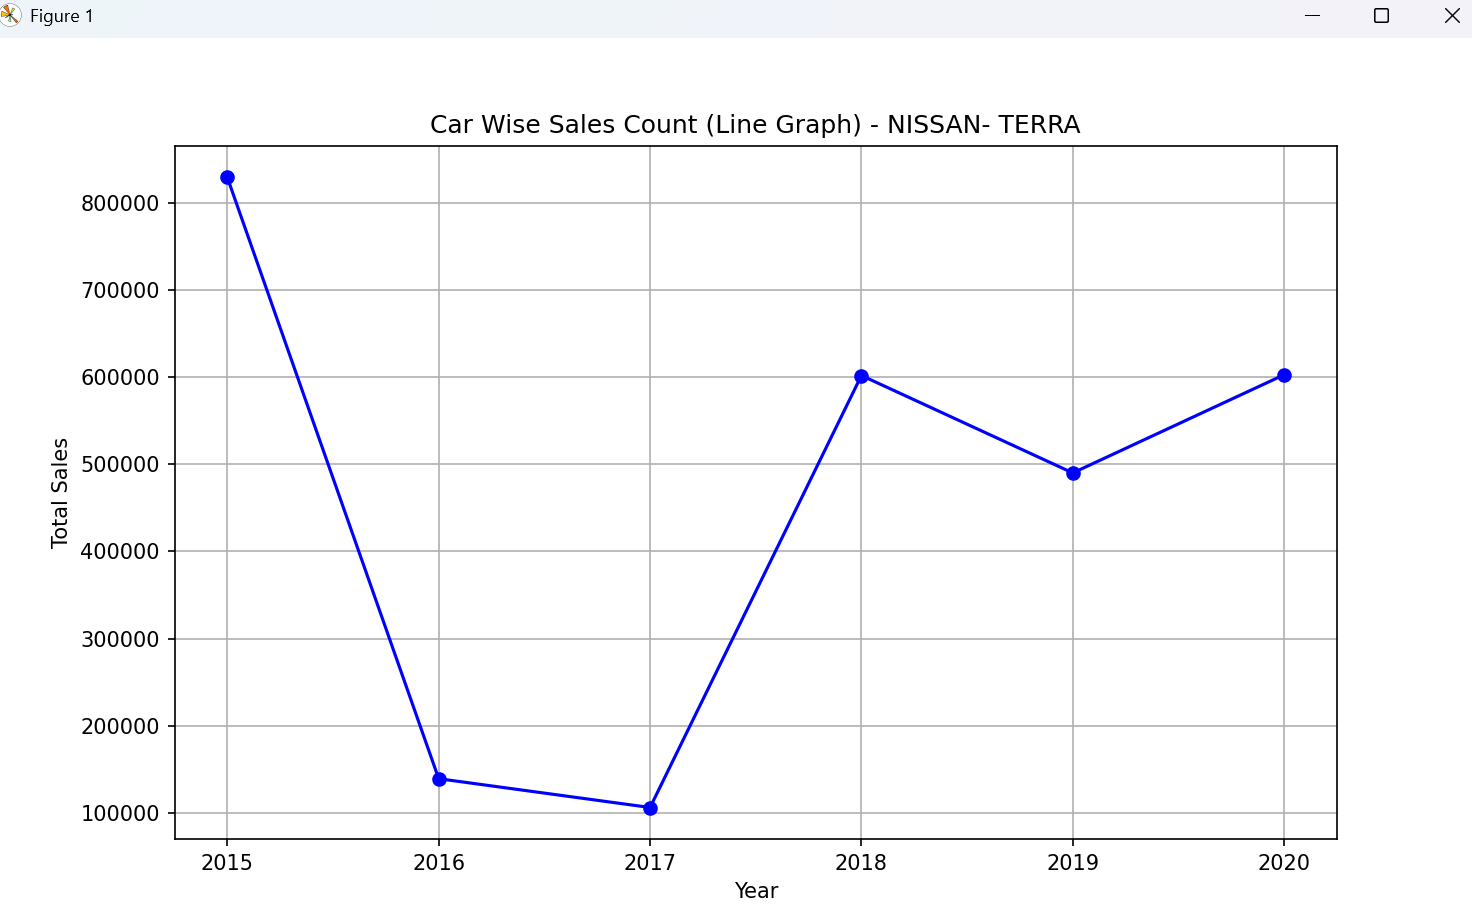 Figure 1
Car Wise Sales Count (Line Graph) - NISSAN- TERRA
800000
700000
600000
500000
400000
300000
200000
100000
Total Sales
2015 2016 2017 2018 2019 2020
Year